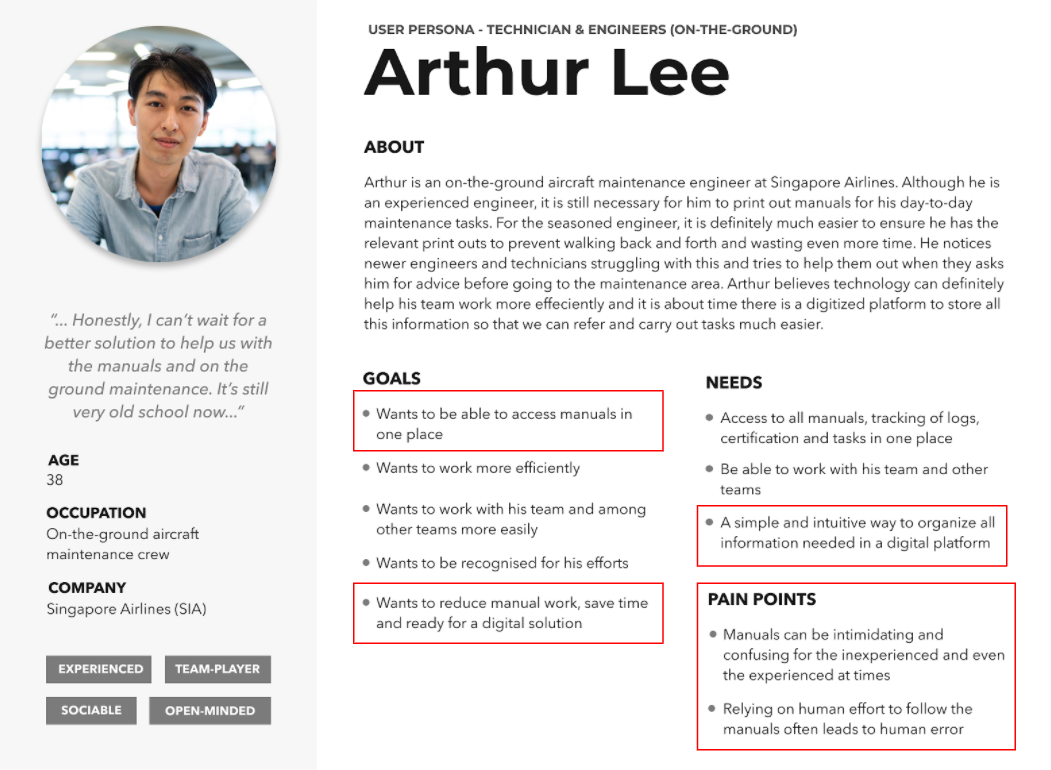 USER PERSONA - TECHNICIAN & ENGINEERS (ON-THE-GROUND)
Arthur Lee
ABOUT
Arthur is an on-the-ground aircraft maintenance engineer at Singapore Airlines. Although he is
an experienced engineer, it is still necessary for him to print out manuals for his day-to-day
maintenance tasks. For the seasoned engineer, it is definitely much easier to ensure he has the
relevant print outs to prevent walking back and forth and wasting even more time. He notices
newer engineers and technicians struggling with this and tries to help them out when they asks
him for advice before going to the maintenance area. Arthur believes technology can definitely
help his team work more effeciently and it is about time there is a digitized platform to store all
this information so that we can refer and carry out tasks much easier.
“... Honestly, I can’t wait for a
better solution to help us with
the manuals and on the
ground maintenance. It’s still
very old school now...”
AGE
38
OCCUPATION
On-the-ground aircraft
maintenance crew
COMPANY
Singapore Airlines (SIA)
EXPERIENCED
TEAM-PLAYER
SOCIABLE
OPEN-MINDED
GOALS
• Wants to be able to access manuals in
one place
• Wants to work more efficiently
• Wants to work with his team and among
other teams more easily
• Wants to be recognised for his efforts
• Wants to reduce manual work, save time
and ready for a digital solution
NEEDS
• Access to all manuals, tracking of logs,
certification and tasks in one place
• Be able to work with his team and other
teams
• A simple and intuitive way to organize all
information needed in a digital platform
PAIN POINTS
• Manuals can be intimidating and
confusing for the inexperienced and even
the experienced at times
• Relying on human effort to follow the
manuals often leads to human error